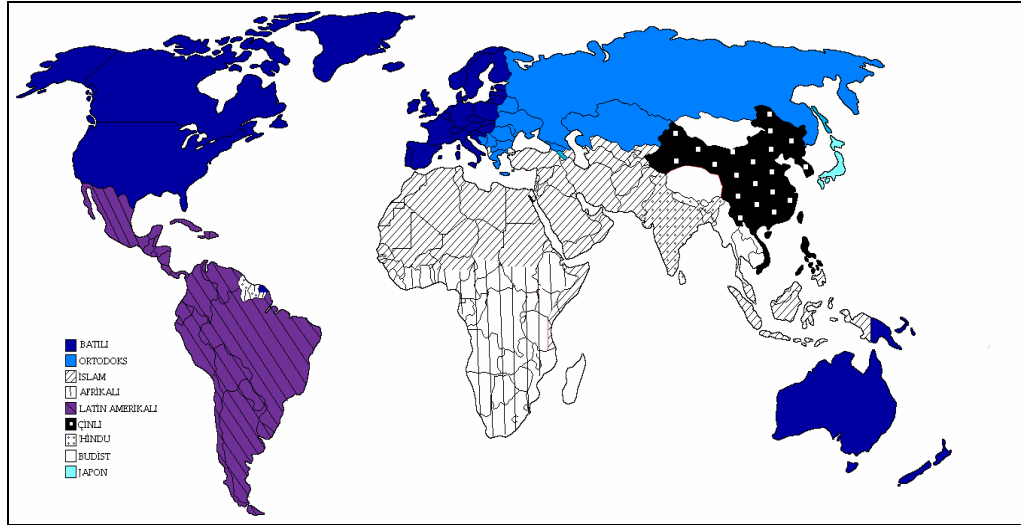 BATILI
ORTODOKS
İSLAM
AFRİKALI
LATİN AMERİKALI
ÇİNLI
HİNDU
BUDİST
JAPON